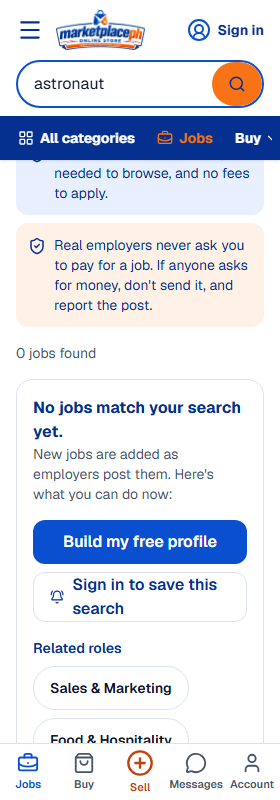 marketplaceph
ONLINE STORE
Sign in
astronaut
All categories
Jobs
Buy
needed to browse, and no fees
to apply.
Real employers never ask you
to pay for a job. If anyone asks
for money, don't send it, and
report the post.
0 jobs found
No jobs match your search
yet.
New jobs are added as
employers post them. Here's
what you can do now:
Build my free profile
Sign in to save this
search
Related roles
Sales & Marketing
Food & Hospitality
Jobs
Buy
Sell
Messages
Account